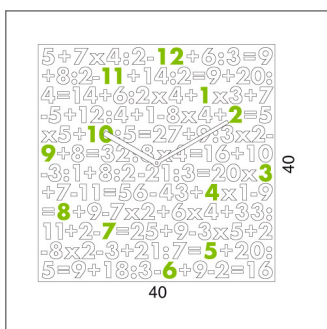 5+7x4:2-12+6:3=9
+8:2-11+14:2=9+20:
4=14+6:2x4+1x3+7
-5+12:4+1-8x4+2=5
x5+10:5=27+9:3x2-
9+8=32:8x4=16+10
-3:1+8:2-21:3=20x3
+7-11=56-43+4x1-9
=8+9-7x2+6x4+33:
11+2-7=25+9-3x5+2
-8x2-3+21:7=5+20:
5=9+18:3-6+9-2=16
40
40